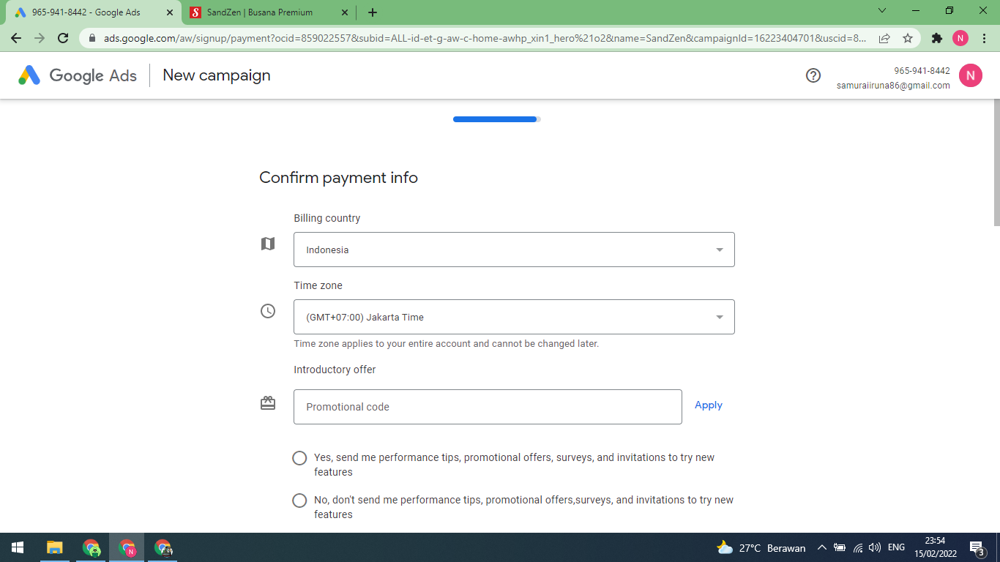 965-941-8442 - Google Ads
SandZen | Busana Premium
ads.google.com/aw/signup/payment?ocid=859022557&subid=ALL-id-et-g-aw-c-home-awhp_xin1_hero%21o2&name=SandZen&campaignId=16223404701&uscid=8...
N
Google Ads
New campaign
965-941-8442
samuraiiruna86@gmail.com
N
Confirm payment info
Billing country
Indonesia
Time zone
(GMT+07:00) Jakarta Time
Time zone applies to your entire account and cannot be changed later.
Introductory offer
Promotional code
Apply
Yes, send me performance tips, promotional offers, surveys, and invitations to try new
features
No, don't send me performance tips, promotional offers,surveys, and invitations to try new
features
N
27°C Berawan
ENG
23:54
15/02/2022
3